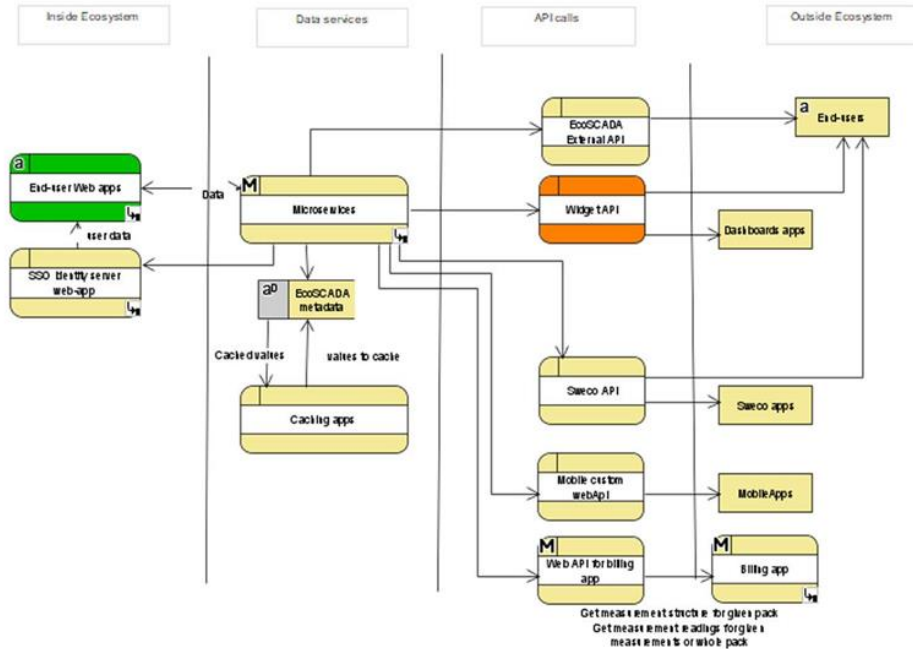 Inside Ecosystem
Data services
API calls
Outside Ecosystem
a
End-user Web apps
user data
SSO Identity server
web-app
Data
M
Microservices
a D
EcoSCADA
metadata
Cached values
values to cache
Caching apps
EcoSCADA
External API
Widget API
Sweco API
Mobile custom
webApi
M
Web API for billing
app
a
End-users
Dashboards apps
Sweco apps
MobileApps
M
Billing app
Get measurement structure for given pack
Get measurement readings for given
measurements or whole pack